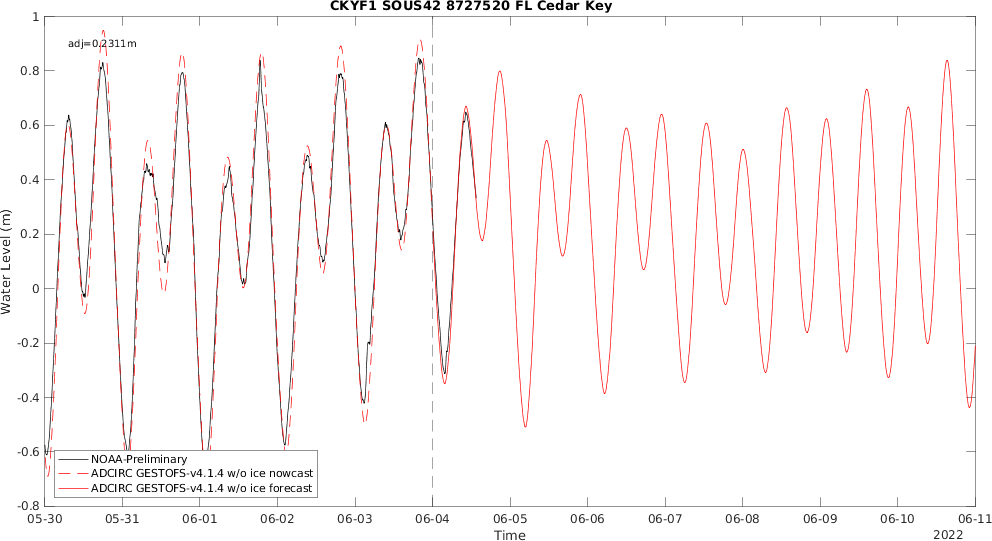 CKYF1 SOUS42 8727520 FL Cedar Key
adj=0.2311m
Water Level (m)
1
0.8
0.6
0.4
0.2
0
-0.2
-0.4
-0.6
-0.8
NOAA-Preliminary
ADCIRC GESTOFS-v4.1.4 w/o ice nowcast
ADCIRC GESTOFS-v4.1.4 w/o ice forecast
05-30 05-31 06-01 06-02 06-03 06-04 06-05 06-06 06-07 06-08 06-09 06-10 06-11
Time
2022